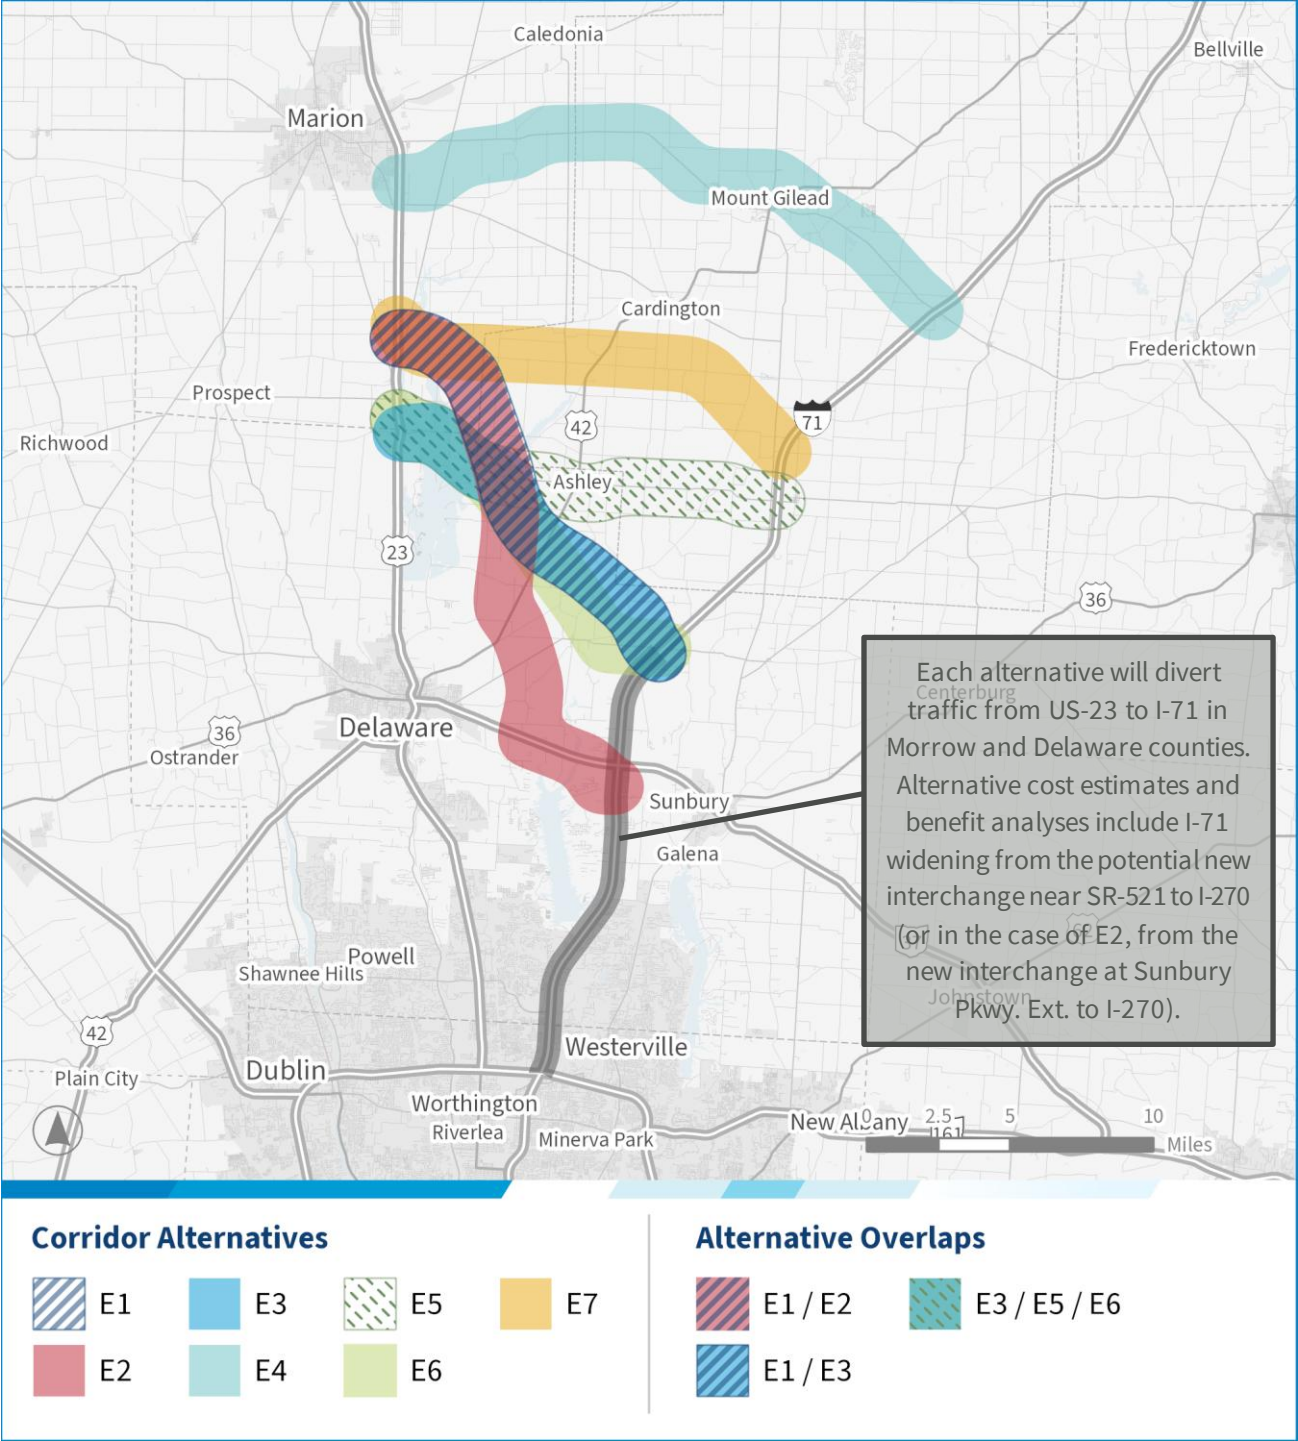 Caledonia
Bellville
Marion
Mount Gilead
Cardington
Fredericktown
Prospect
71
42
Richwood
Ashley
23
36
Each alternative will divert
traffic from US-23 to I-71 in
Morrow and Delaware counties.
Alternative cost estimates and
benefit analyses include I-71
widening from the potential new
interchange near SR-521 to I-270
(or in the case of E2, from the
new interchange at Sunbury
Pkwy. Ext. to I-270).
Centerburg
Johnstown
Delaware
36
Ostrander
Sunbury
Galena
Powell
Shawnee Hills
42
Westerville
Dublin
Plain City
Worthington
Riverlea
Minerva Park
New Albany
161
0 2.5 5 10
Miles
Corridor Alternatives
E1 E3 E5 E7
E2 E4 E6
Alternative Overlaps
E1 / E2 E3 / E5 / E6
E1 / E3